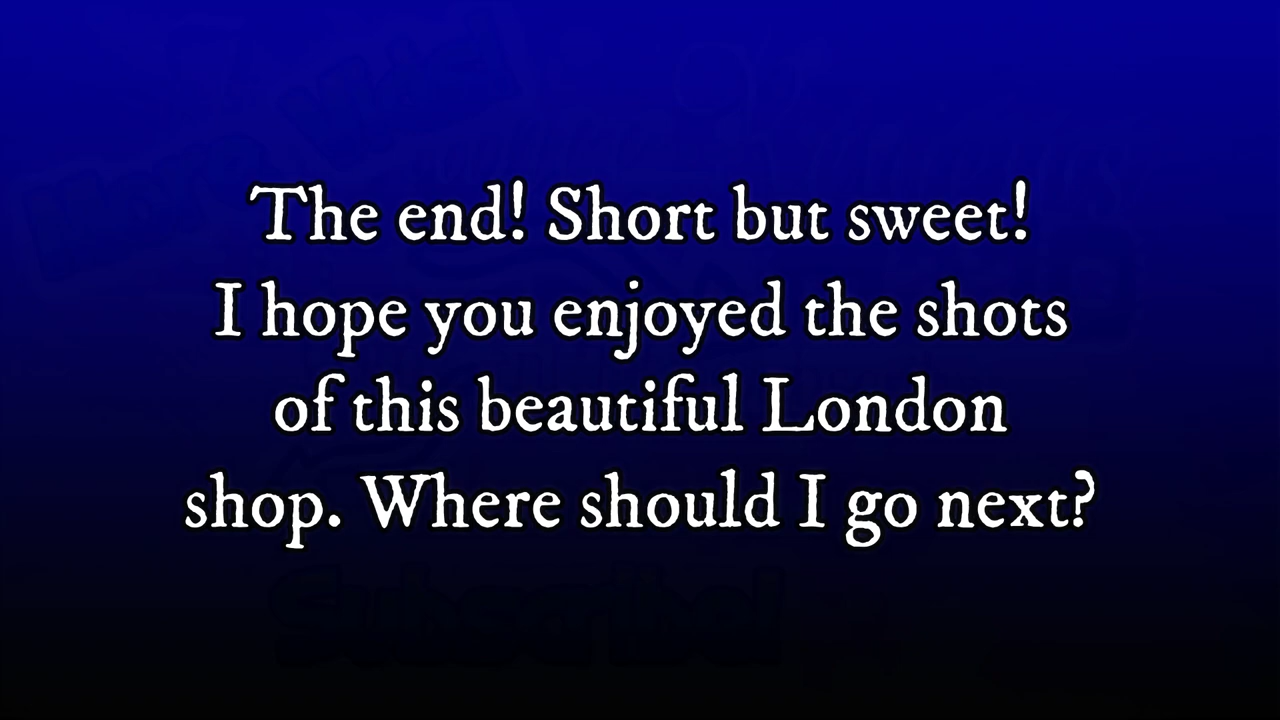 The end! Short but sweet!
I hope you enjoyed the shots
of this beautiful London
shop. Where should I go next?
Subscribe!